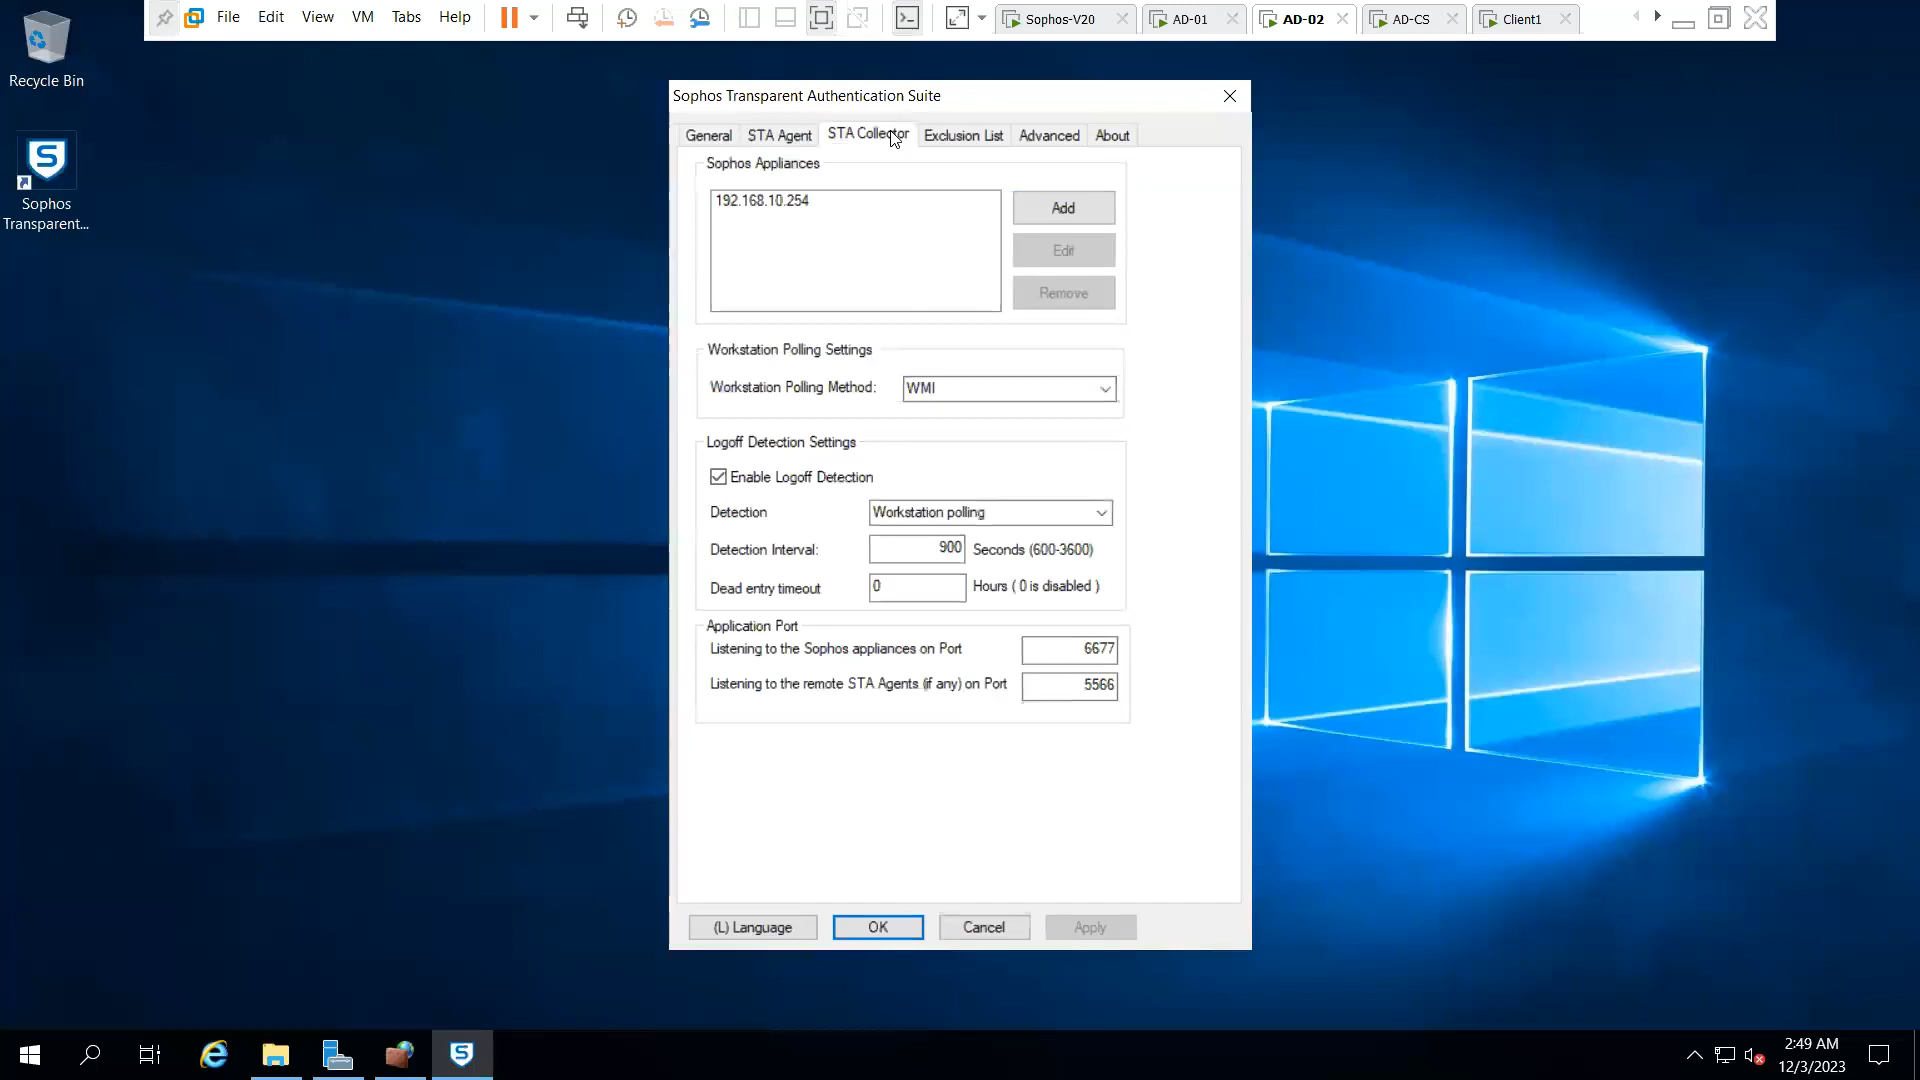 File Edit View VM Tabs Help
Sophos-V20 AD-01 AD-02 AD-CS Client1
Recycle Bin
Sophos
Transparent...
Sophos Transparent Authentication Suite
General STA Agent STA Collector Exclusion List Advanced About
Sophos Appliances
192.168.10.254
Add
Edit
Remove
Workstation Polling Settings
Workstation Polling Method: WMI
Logoff Detection Settings
Enable Logoff Detection
Detection Workstation polling
Detection Interval: 900 Seconds (600-3600)
Dead entry timeout 0 Hours ( 0 is disabled )
Application Port
Listening to the Sophos appliances on Port 6677
Listening to the remote STA Agents (if any) on Port 5566
(L) Language OK Cancel Apply
2:49 AM
12/3/2023